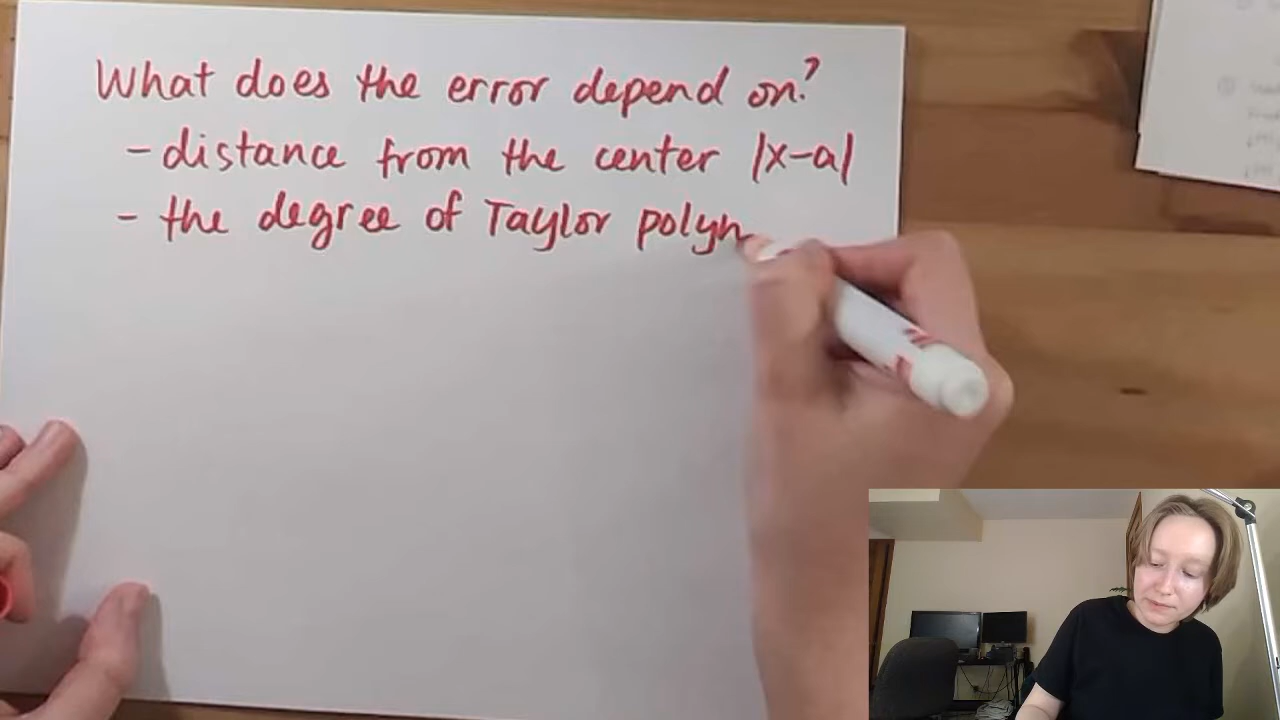 What does the error depend on?
- distance from the center |x-a|
- the degree of Taylor polyn